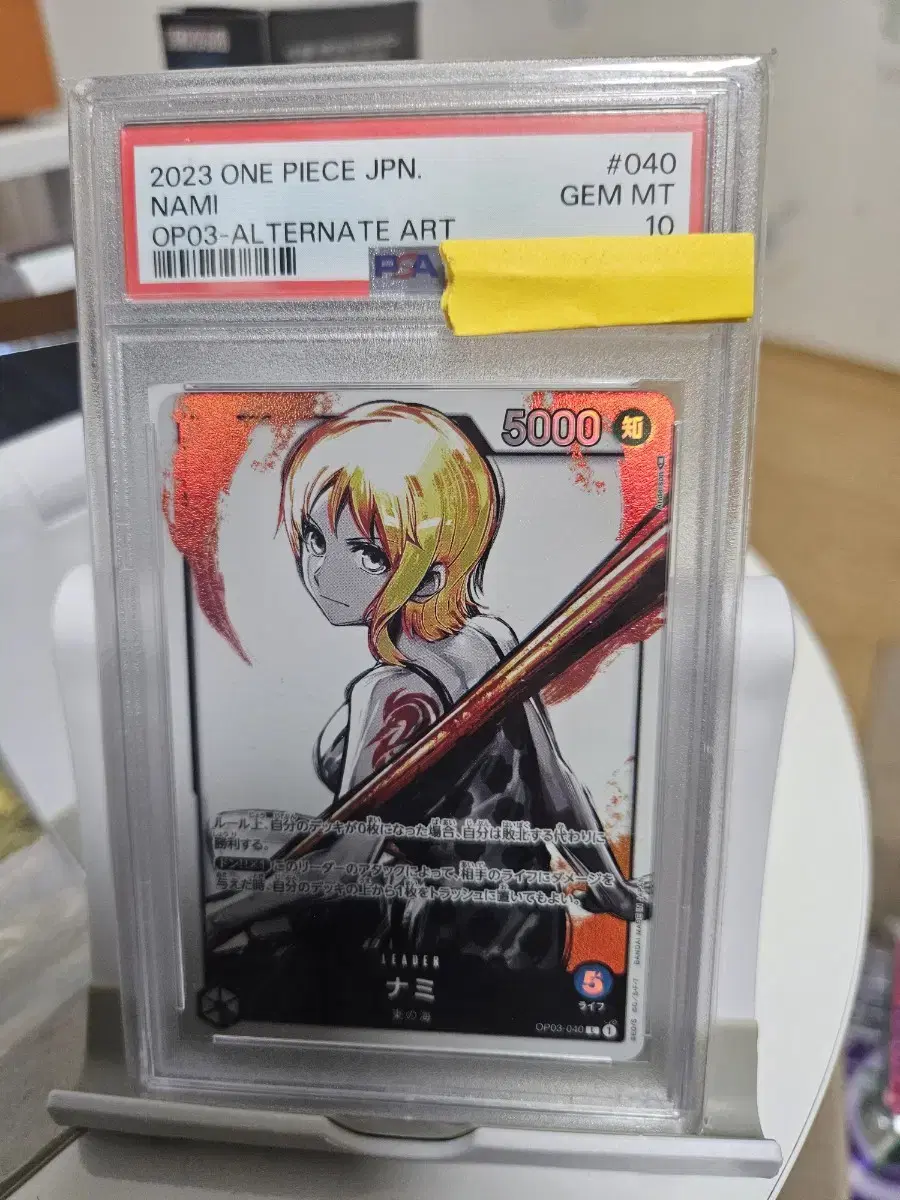 2023 ONE PIECE JPN.
#040
NAMI
GEM MT
OP03-ALTERNATE ART
10
PSA
5000 知
ルール上、自分のデッキが0枚になった場合、自分は敗北する代わりに
勝利する。
ドン!!×1 このリーダーのアタックによって、相手のライフにダメージを
与えた時、自分のデッキの上から1枚をトラッシュに置いてもよい。
LEADER
ナミ
東の海
5
ライフ
OP03-040 L 1